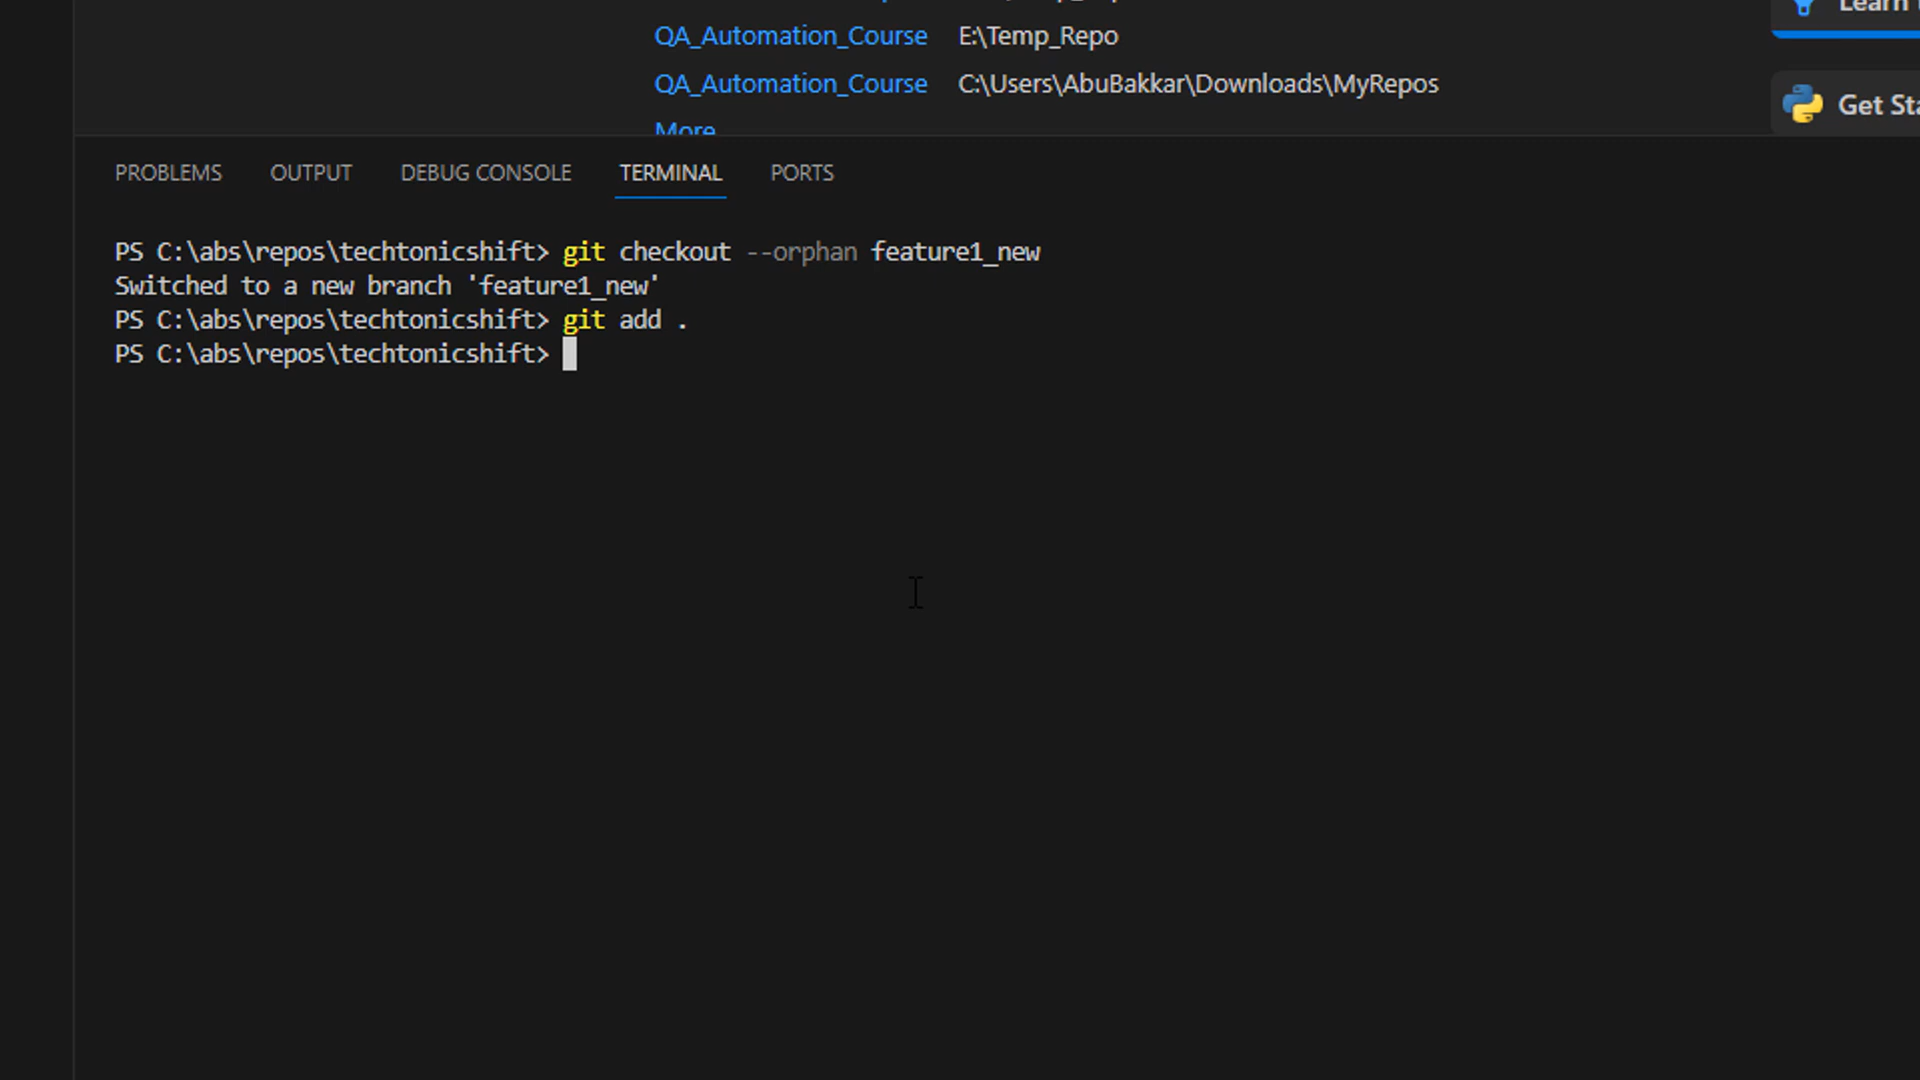 QA_Automation_Course E:\Temp_Repo
QA_Automation_Course C:\Users\AbuBakkar\Downloads\MyRepos
More
Learn
Get
PROBLEMS OUTPUT DEBUG CONSOLE TERMINAL PORTS
PS C:\abs\repos\techtonicshift> git checkout --orphan feature1_new
Switched to a new branch 'feature1_new'
PS C:\abs\repos\techtonicshift> git add .
PS C:\abs\repos\techtonicshift>